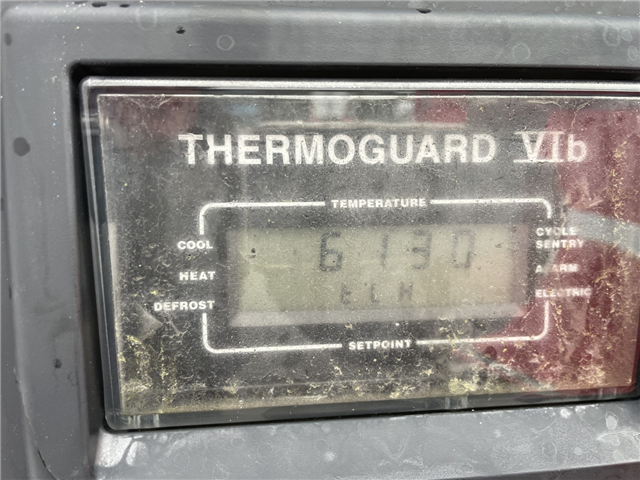 THERMOGUARD VIb
TEMPERATURE
COOL
HEAT
DEFROST
6130
CYCLE
SENTRY
ALARM
ELECTRIC
SETPOINT